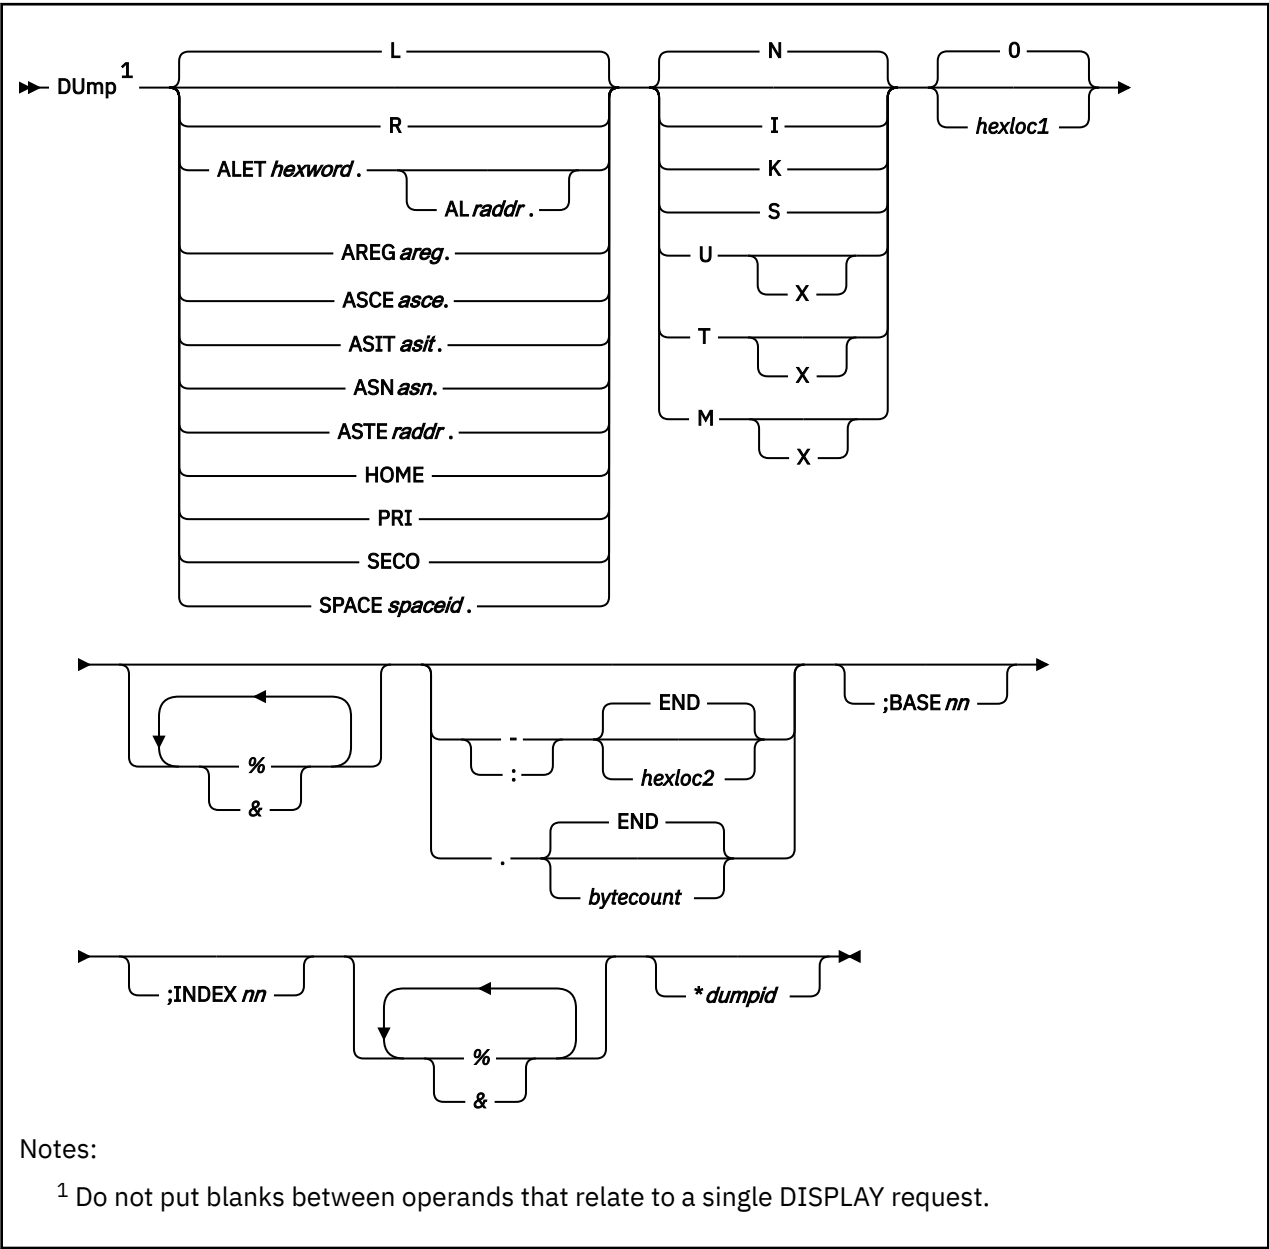 L N 0
DUmp 1
R I hexloc1
ALET hexword . K
AL raddr . S
AREG areg. U
X
ASCE asce.
ASIT asit. T
X
ASN asn.
ASTE raddr . M
X
HOME
PRI
SECO
SPACE spaceid .
END ;BASE nn
-
% : hexloc2
&
END
.
bytecount
;INDEX nn *dumpid
%
&
Notes:
1 Do not put blanks between operands that relate to a single DISPLAY request.